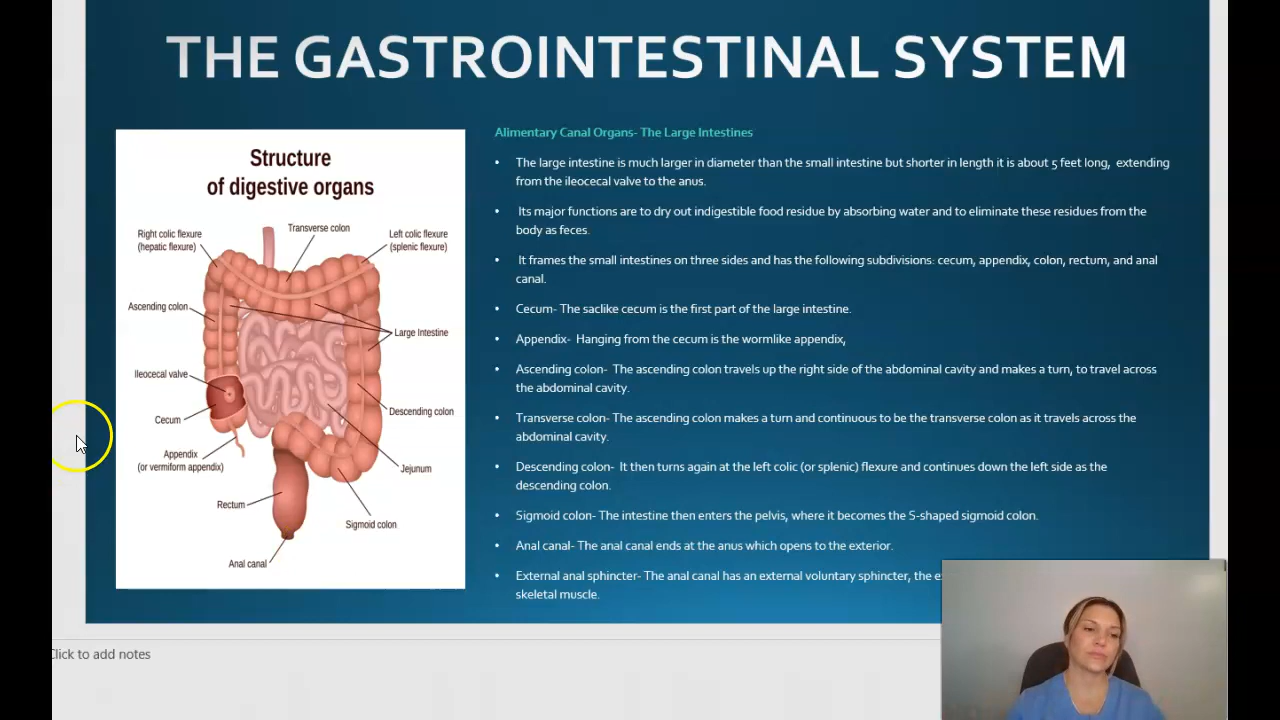 THE GASTROINTESTINAL SYSTEM
Structure
of digestive organs
Transverse colon
Right colic flexure
(hepatic flexure)
Left colic flexure
(splenic flexure)
Ascending colon
Large Intestine
Ileocecal valve
Cecum
Descending colon
Appendix
(or vermiform appendix)
Jejunum
Rectum
Sigmoid colon
Anal canal
Alimentary Canal Organs- The Large Intestines
• The large intestine is much larger in diameter than the small intestine but shorter in length it is about 5 feet long, extending
from the ileocecal valve to the anus.
• Its major functions are to dry out indigestible food residue by absorbing water and to eliminate these residues from the
body as feces.
• It frames the small intestines on three sides and has the following subdivisions: cecum, appendix, colon, rectum, and anal
canal.
• Cecum- The saclike cecum is the first part of the large intestine.
• Appendix- Hanging from the cecum is the wormlike appendix,
• Ascending colon- The ascending colon travels up the right side of the abdominal cavity and makes a turn, to travel across
the abdominal cavity.
• Transverse colon- The ascending colon makes a turn and continuous to be the transverse colon as it travels across the
abdominal cavity.
• Descending colon- It then turns again at the left colic (or splenic) flexure and continues down the left side as the
descending colon.
• Sigmoid colon- The intestine then enters the pelvis, where it becomes the S-shaped sigmoid colon.
• Anal canal- The anal canal ends at the anus which opens to the exterior.
• External anal sphincter- The anal canal has an external voluntary sphincter, the
skeletal muscle.
Click to add notes